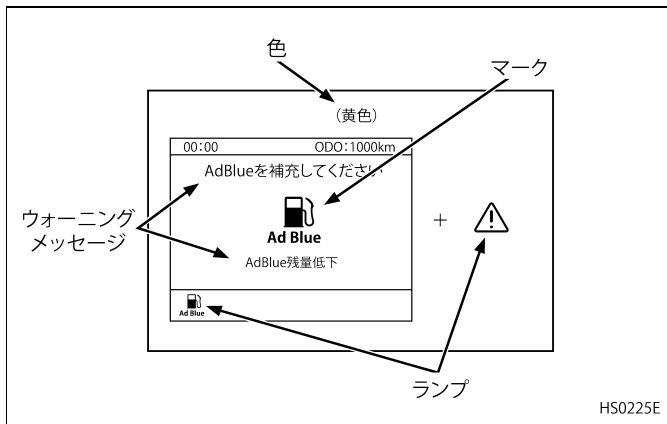 色
マーク
(黄色)
00:00 ODO:1000km
AdBlueを補充してください
Ad Blue
ウォーニング
メッセージ
+
AdBlue残量低下
Ad Blue
ランプ
HS0225E